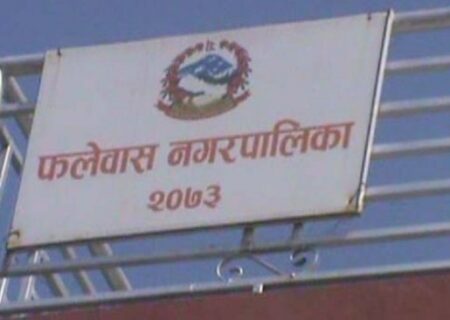 फलेवास नगरपालिका
२०७३